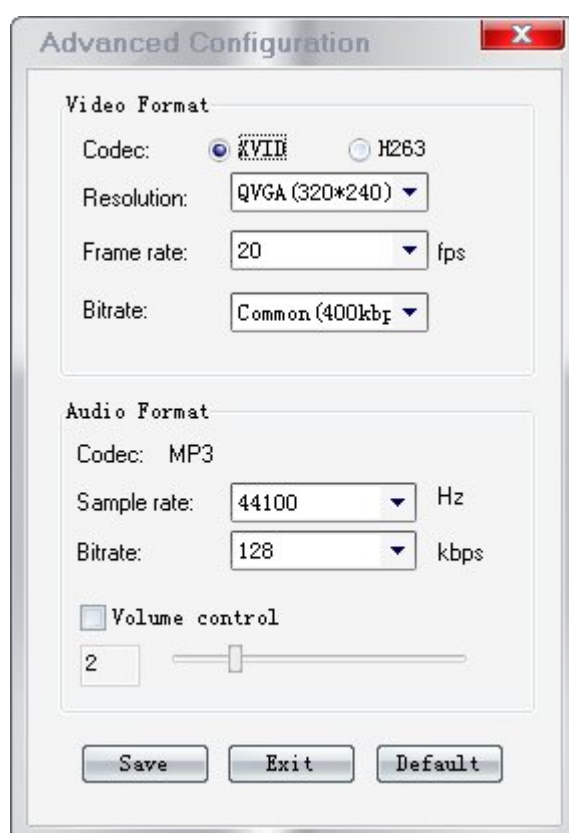 Advanced Configuration
Video Format
Codec: XVID H263
Resolution: QVGA(320*240)
Frame rate: 20 fps
Bitrate: Common(400kbp
Audio Format
Codec: MP3
Sample rate: 44100 Hz
Bitrate: 128 kbps
Volume control
2
Save Exit Default